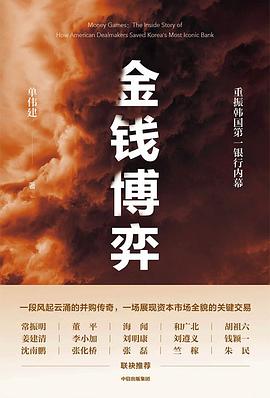 Money Games: The Inside Story of
How American Dealmakers Saved Korea's Most Iconic Bank
金钱博弈
重振韩国第一银行内幕
单伟建
著
一段风起云涌的并购传奇，一场展现资本市场全貌的关键交易
常振明 董平 海闻 和广北 胡祖六
姜建清 李小加 刘明康 刘遵义 钱颖一
沈南鹏 张化桥 张磊 竺稼 朱民
联袂推荐
中信出版集团